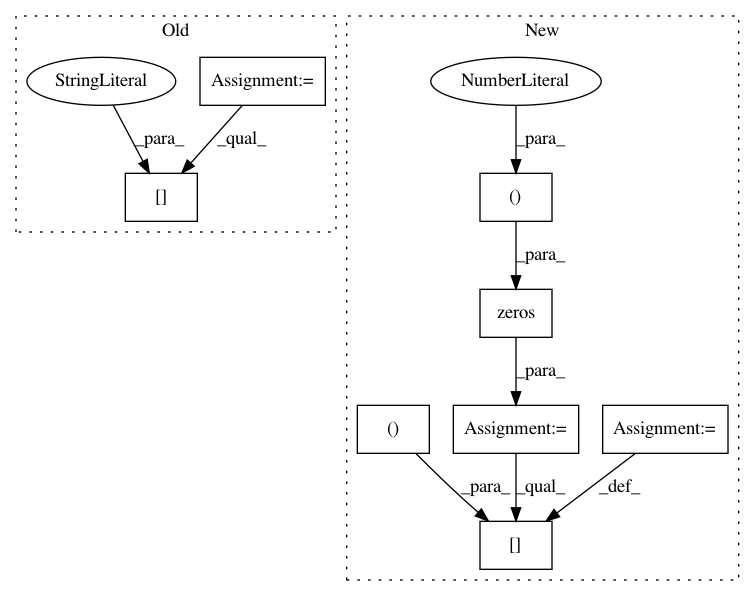 Old
New
StringLiteral
Assignment:=
NumberLiteral
_para_
_qual_
_para_
[]
()
_para_
zeros
_para_
()
Assignment:=
Assignment:=
_para_
_qual_
_def_
[]